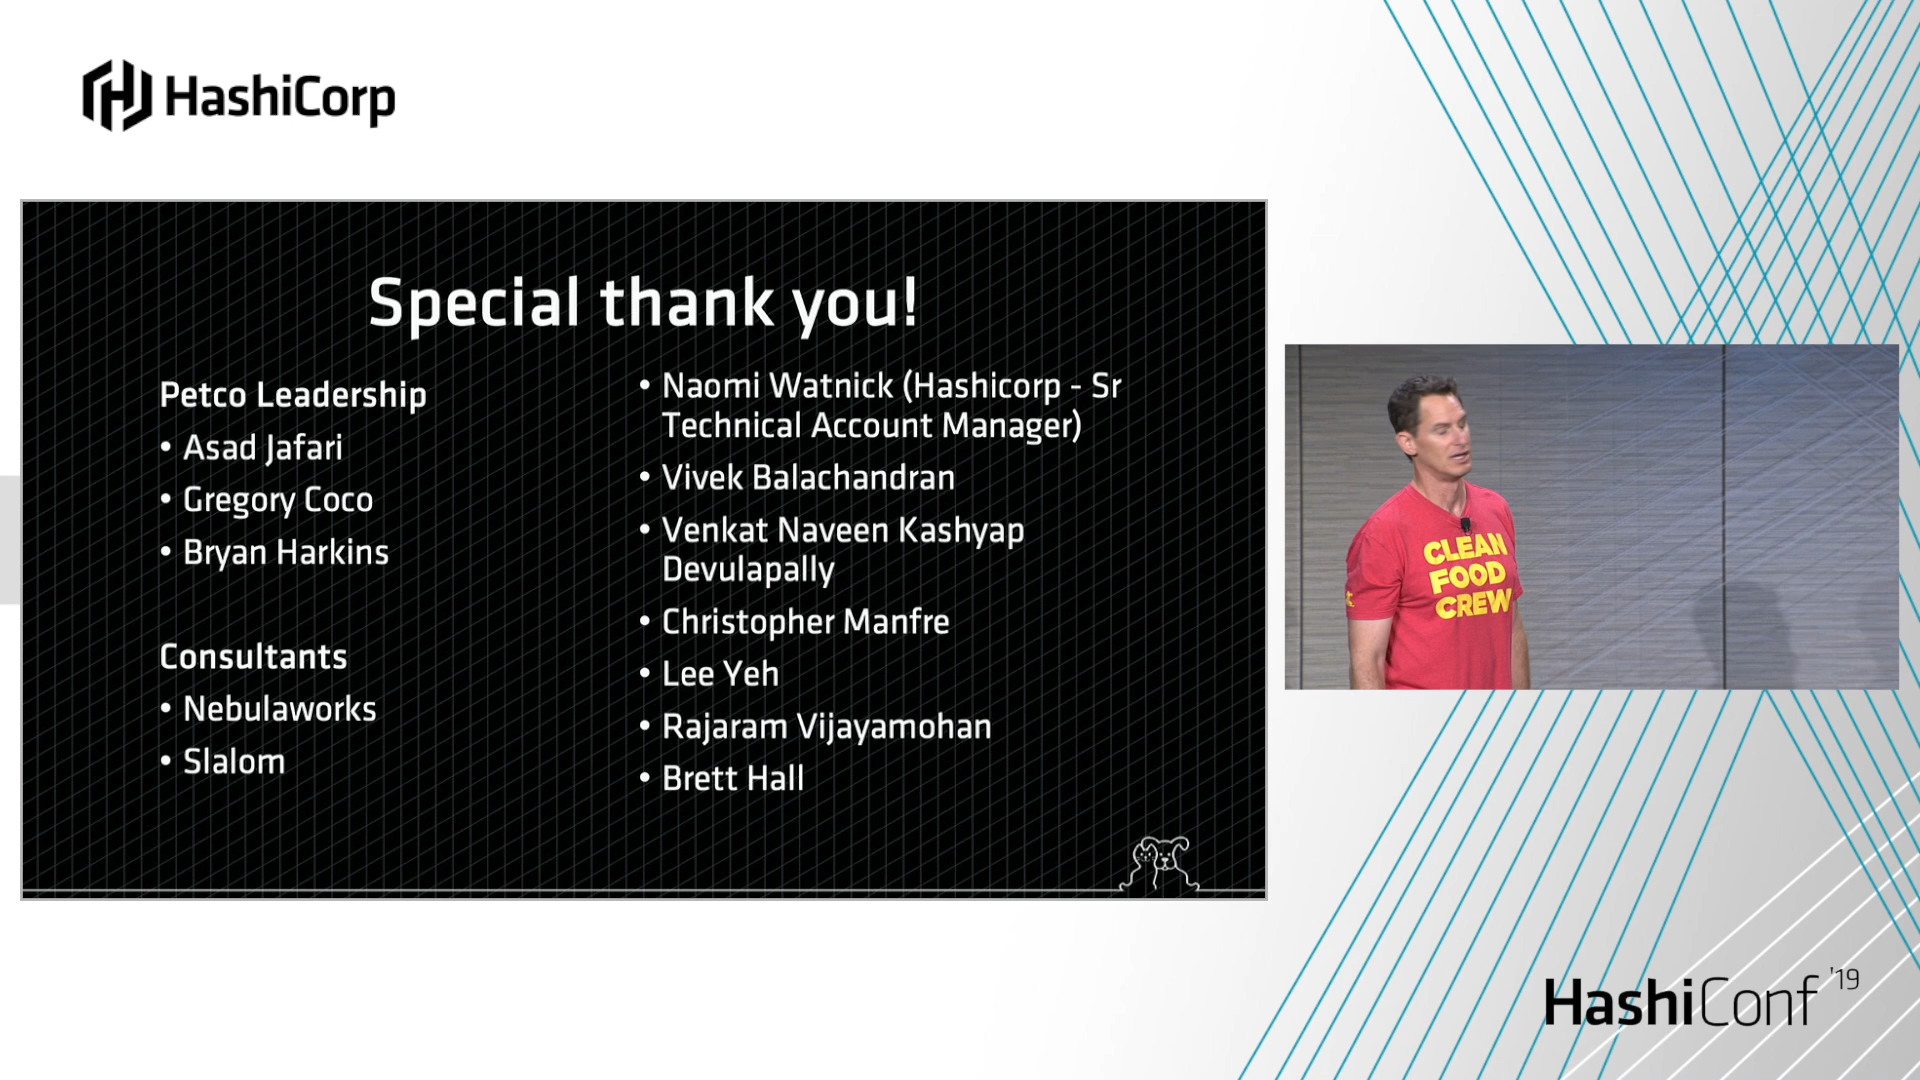 HashiCorp
Special thank you!
Petco Leadership
• Asad Jafari
• Gregory Coco
• Bryan Harkins
Consultants
• Nebulaworks
• Slalom
• Naomi Watnick (Hashicorp - Sr
Technical Account Manager)
• Vivek Balachandran
• Venkat Naveen Kashyap
Devulapally
• Christopher Manfre
• Lee Yeh
• Rajaram Vijayamohan
• Brett Hall
CLEAN
FOOD
CREW
HashiConf '19